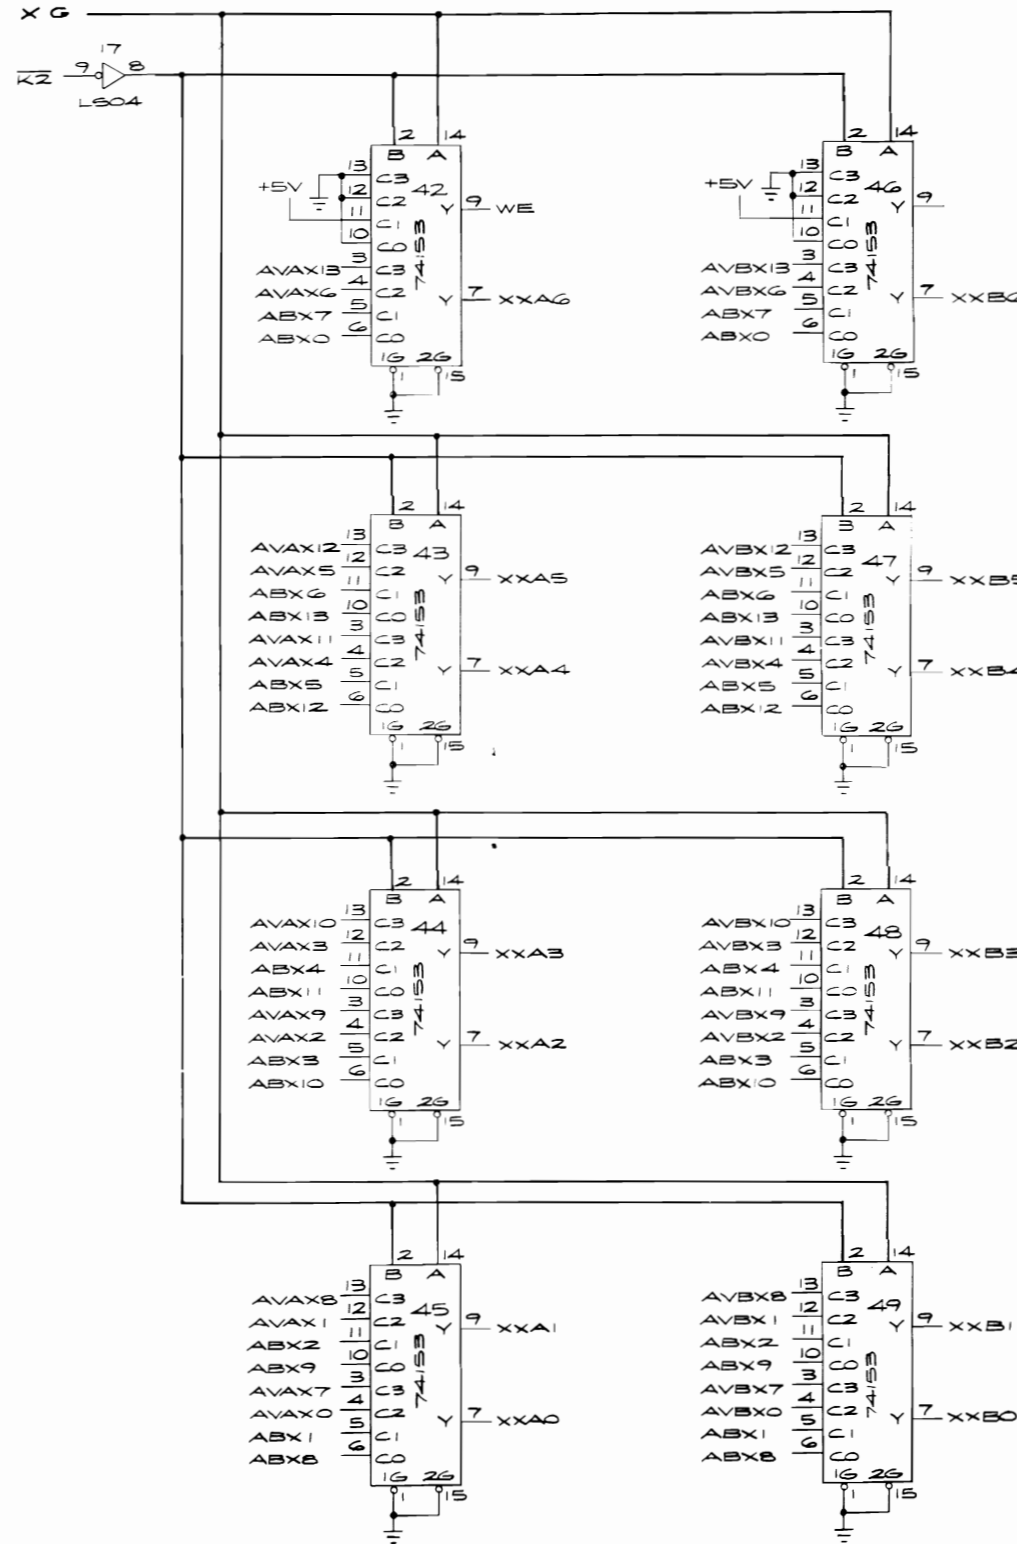 XG
17
K2 9 8
LS04
2 14
B A
13 C3 42
+5V 12 C2
11 C1 Y 9 WE
10 C0
74153
AVAX13 3 C3
AVAX6 4 C2 Y 7 XXA6
ABX7 5 C1
ABX0 6 C0
1G 2G
1 15
2 14
B A
13 C3 46
+5V 12 C2
11 C1 Y 9
10 C0
74153
AVBX13 3 C3
AVBX6 4 C2 Y 7 XXB6
ABX7 5 C1
ABX0 6 C0
1G 2G
1 15
2 14
B A
AVAX12 13 C3 43
AVAX5 12 C2 Y 9 XXA5
ABX6 11 C1
ABX13 10 C0
74153
AVAX11 3 C3
AVAX4 4 C2 Y 7 XXA4
ABX5 5 C1
ABX12 6 C0
1G 2G
1 15
2 14
B A
AVBX12 13 C3 47
AVBX5 12 C2 Y 9 XXB5
ABX6 11 C1
ABX13 10 C0
74153
AVBX11 3 C3
AVBX4 4 C2 Y 7 XXB4
ABX5 5 C1
ABX12 6 C0
1G 2G
1 15
2 14
B A
AVAX10 13 C3 44
AVAX3 12 C2 Y 9 XXA3
ABX4 11 C1
ABX11 10 C0
74153
AVAX9 3 C3
AVAX2 4 C2 Y 7 XXA2
ABX3 5 C1
ABX10 6 C0
1G 2G
1 15
2 14
B A
AVBX10 13 C3 48
AVBX3 12 C2 Y 9 XXB3
ABX4 11 C1
ABX11 10 C0
74153
AVBX9 3 C3
AVBX2 4 C2 Y 7 XXB2
ABX3 5 C1
ABX10 6 C0
1G 2G
1 15
2 14
B A
AVAX8 13 C3 45
AVAX1 12 C2 Y 9 XXA1
ABX2 11 C1
ABX9 10 C0
74153
AVAX7 3 C3
AVAX0 4 C2 Y 7 XXA0
ABX1 5 C1
ABX8 6 C0
1G 2G
1 15
2 14
B A
AVBX8 13 C3 49
AVBX1 12 C2 Y 9 XXB1
ABX2 11 C1
ABX9 10 C0
74153
AVBX7 3 C3
AVBX0 4 C2 Y 7 XXB0
ABX1 5 C1
ABX8 6 C0
1G 2G
1 15